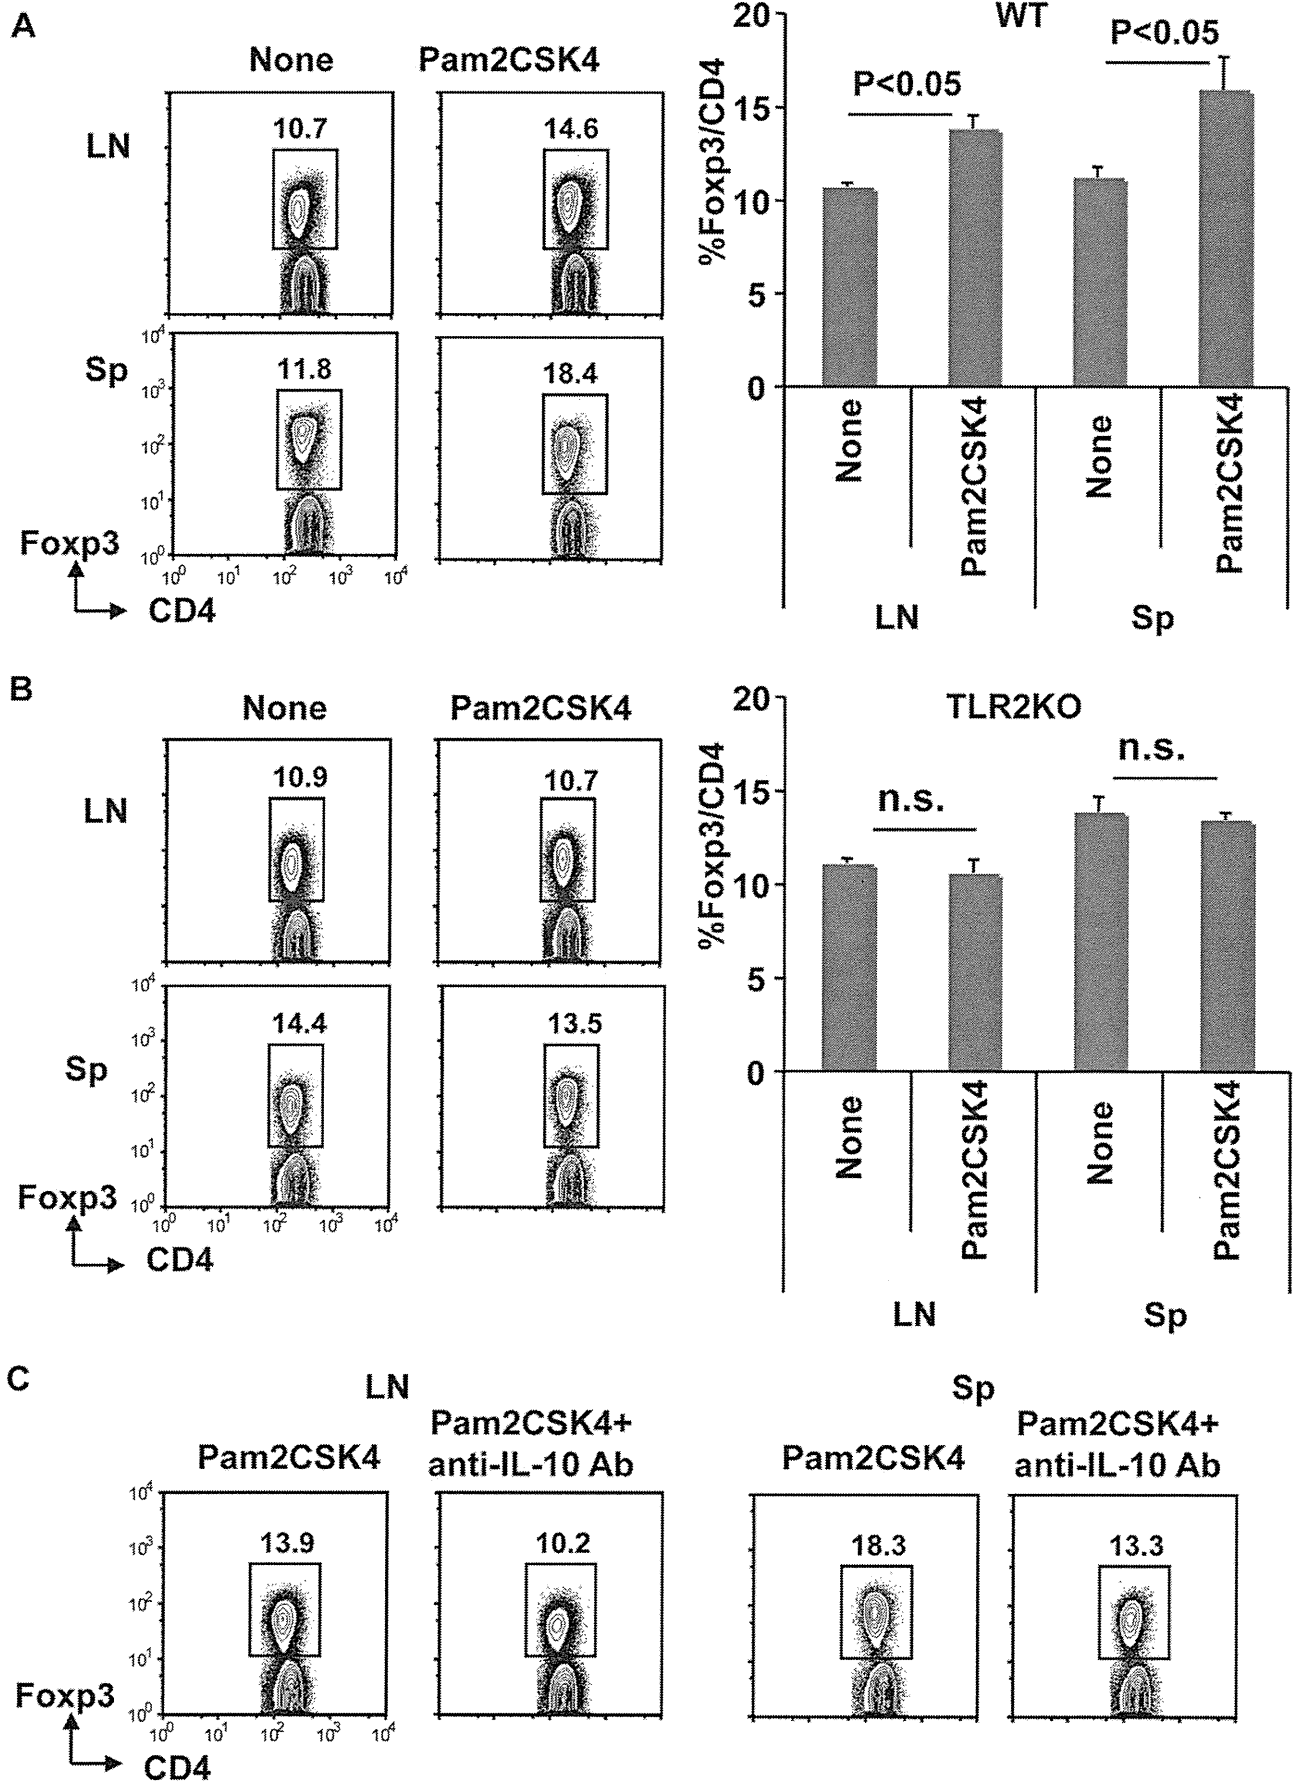 A
None Pam2CSK4
LN
10.7 14.6
Sp
11.8 18.4
10⁴
10³
10²
10¹
10⁰
10⁰ 10¹ 10² 10³ 10⁴
Foxp3
CD4
WT
%Foxp3/CD4
20
15
10
5
0
P<0.05 P<0.05
None Pam2CSK4 None Pam2CSK4
LN Sp
B
None Pam2CSK4
LN
10.9 10.7
Sp
14.4 13.5
10⁴
10³
10²
10¹
10⁰
10⁰ 10¹ 10² 10³ 10⁴
Foxp3
CD4
TLR2KO
%Foxp3/CD4
20
15
10
5
0
n.s. n.s.
None Pam2CSK4 None Pam2CSK4
LN Sp
C
LN Sp
Pam2CSK4
Pam2CSK4+
anti-IL-10 Ab
Pam2CSK4
Pam2CSK4+
anti-IL-10 Ab
13.9 10.2 18.3 13.3
10⁴
10³
10²
10¹
10⁰
10⁰ 10¹ 10² 10³ 10⁴
Foxp3
CD4